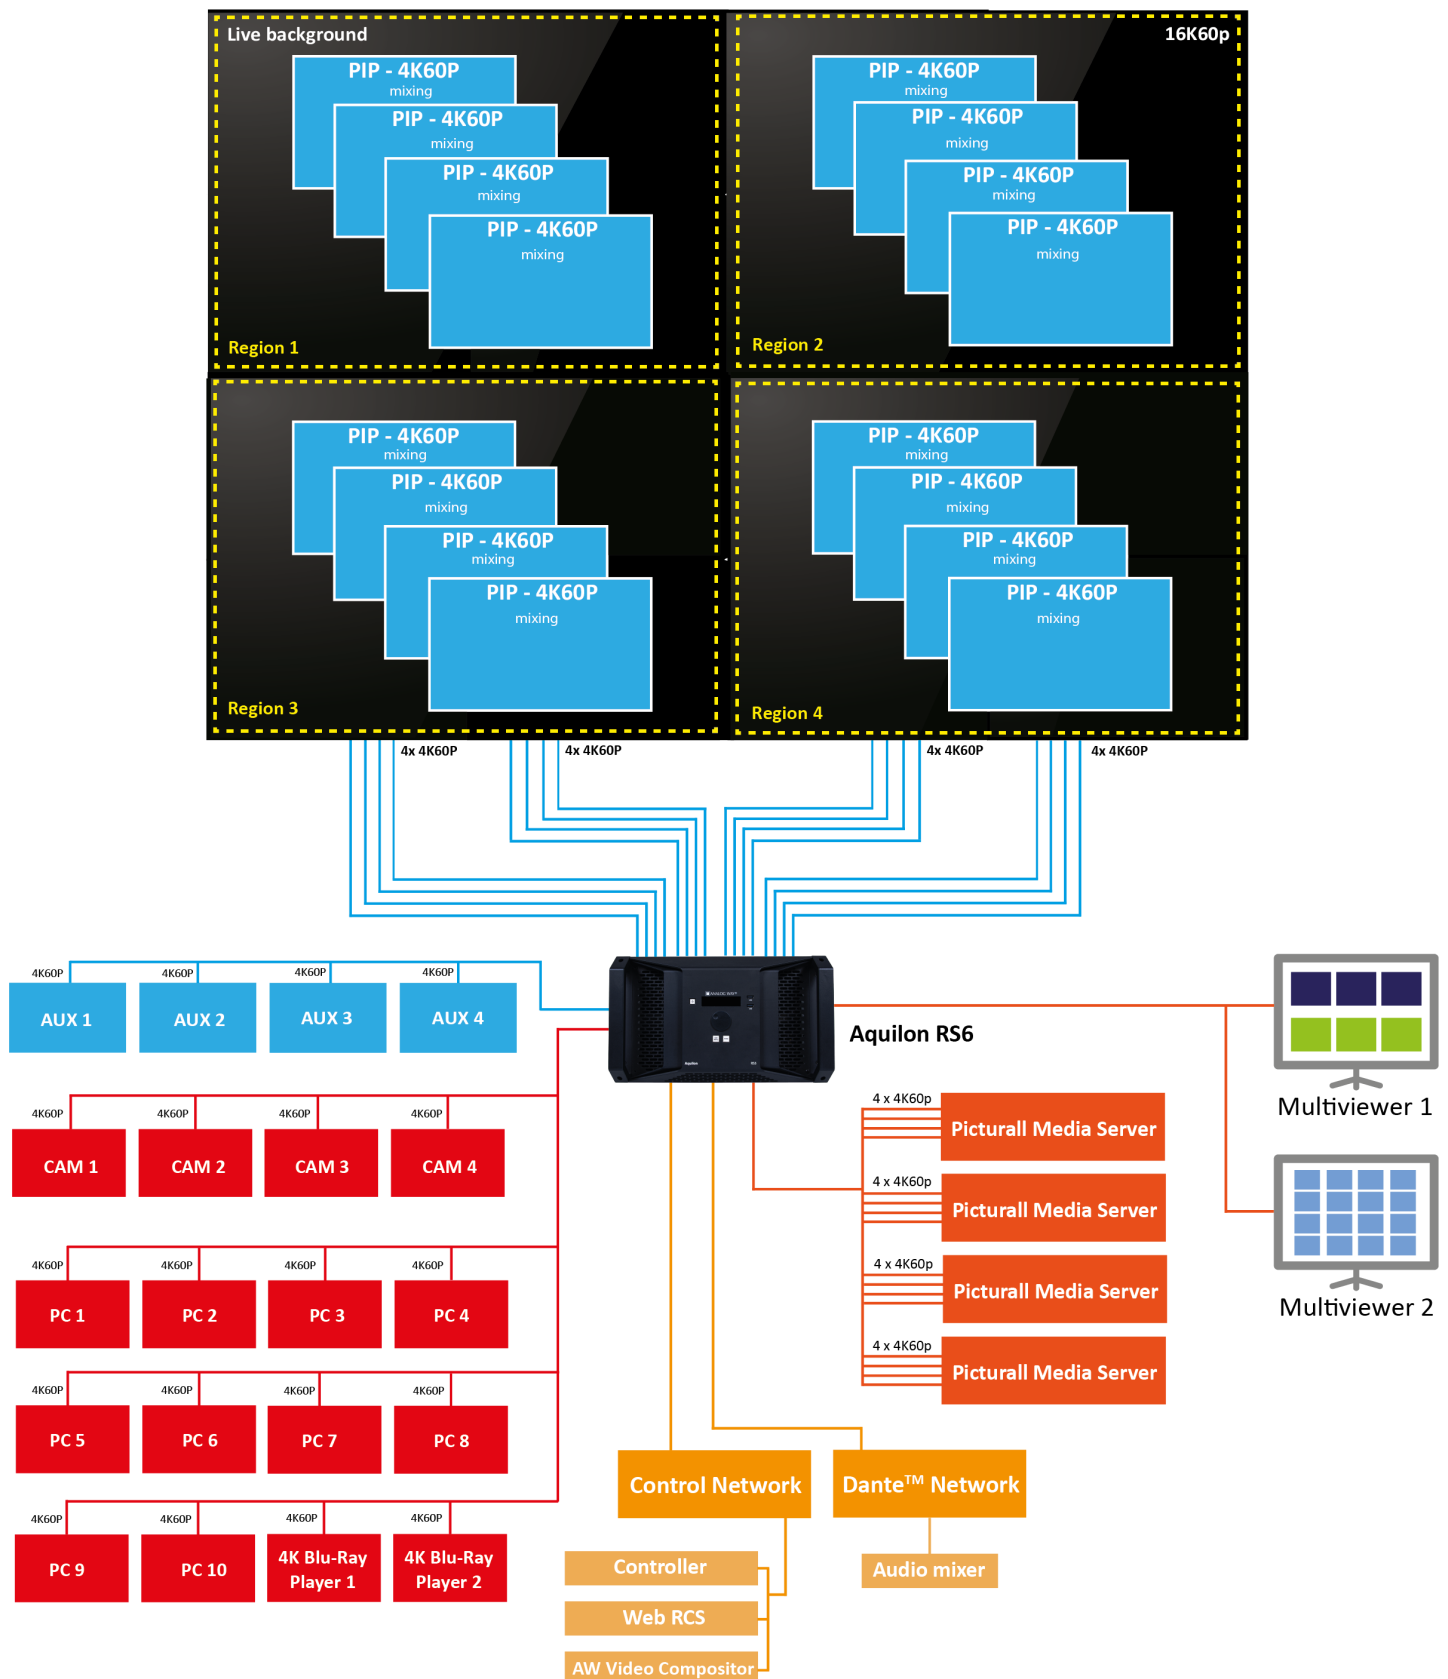 Live background
16K60p
PIP - 4K60P
mixing
PIP - 4K60P
mixing
PIP - 4K60P
mixing
PIP - 4K60P
mixing
Region 1
PIP - 4K60P
mixing
PIP - 4K60P
mixing
PIP - 4K60P
mixing
PIP - 4K60P
mixing
Region 2
PIP - 4K60P
mixing
PIP - 4K60P
mixing
PIP - 4K60P
mixing
PIP - 4K60P
mixing
Region 3
PIP - 4K60P
mixing
PIP - 4K60P
mixing
PIP - 4K60P
mixing
PIP - 4K60P
mixing
Region 4
4x 4K60P
4x 4K60P
4x 4K60P
4x 4K60P
4K60P
4K60P
4K60P
4K60P
AUX 1
AUX 2
AUX 3
AUX 4
ANALOG WAY
Aquilon
RS6
Aquilon RS6
4K60P
4K60P
4K60P
4K60P
CAM 1
CAM 2
CAM 3
CAM 4
4K60P
4K60P
4K60P
4K60P
PC 1
PC 2
PC 3
PC 4
4K60P
4K60P
4K60P
4K60P
PC 5
PC 6
PC 7
PC 8
4K60P
4K60P
4K60P
4K60P
PC 9
PC 10
4K Blu-Ray
Player 1
4K Blu-Ray
Player 2
4 x 4K60p
Picturall Media Server
4 x 4K60p
Picturall Media Server
4 x 4K60p
Picturall Media Server
4 x 4K60p
Picturall Media Server
Multiviewer 1
Multiviewer 2
Control Network
Dante™ Network
Controller
Web RCS
AW Video Compositor
Audio mixer